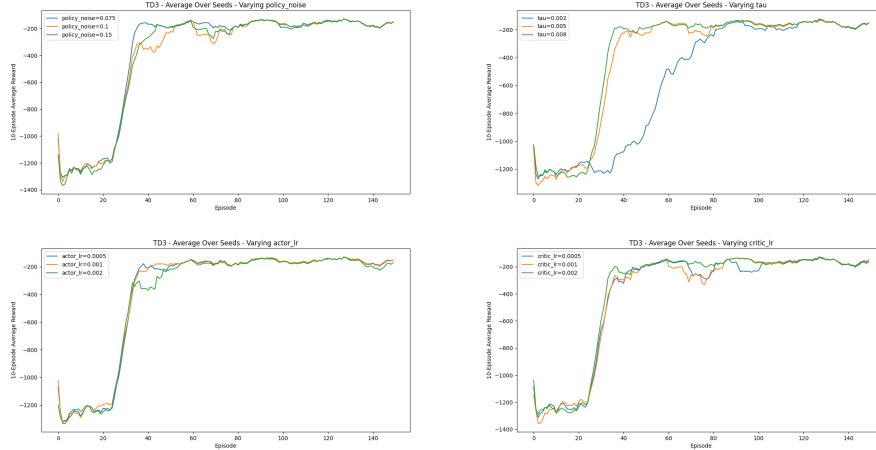 TD3 - Average Over Seeds - Varying policy_noise
policy_noise=0.075
policy_noise=0.1
policy_noise=0.15
10-Episode Average Reward
−200
−400
−600
−800
−1000
−1200
−1400
0 20 40 60 80 100 120 140
Episode
TD3 - Average Over Seeds - Varying tau
tau=0.002
tau=0.005
tau=0.008
10-Episode Average Reward
−200
−400
−600
−800
−1000
−1200
0 20 40 60 80 100 120 140
Episode
TD3 - Average Over Seeds - Varying actor_lr
actor_lr=0.0005
actor_lr=0.001
actor_lr=0.002
10-Episode Average Reward
−200
−400
−600
−800
−1000
−1200
0 20 40 60 80 100 120 140
Episode
TD3 - Average Over Seeds - Varying critic_lr
critic_lr=0.0005
critic_lr=0.001
critic_lr=0.002
10-Episode Average Reward
−200
−400
−600
−800
−1000
−1200
−1400
0 20 40 60 80 100 120 140
Episode